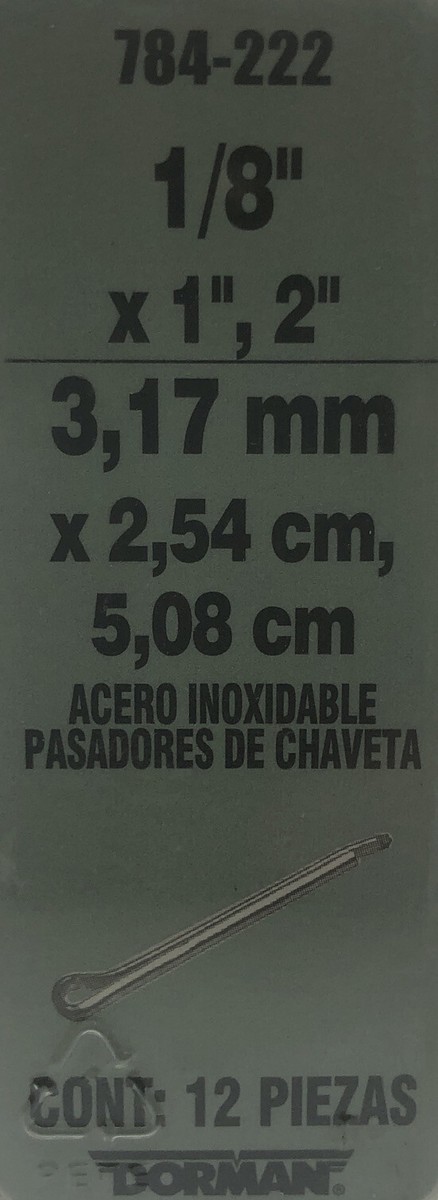 784-222
1/8"
x 1", 2"
3,17 mm
x 2,54 cm,
5,08 cm
ACERO INOXIDABLE
PASADORES DE CHAVETA
CONT: 12 PIEZAS
DORMAN®